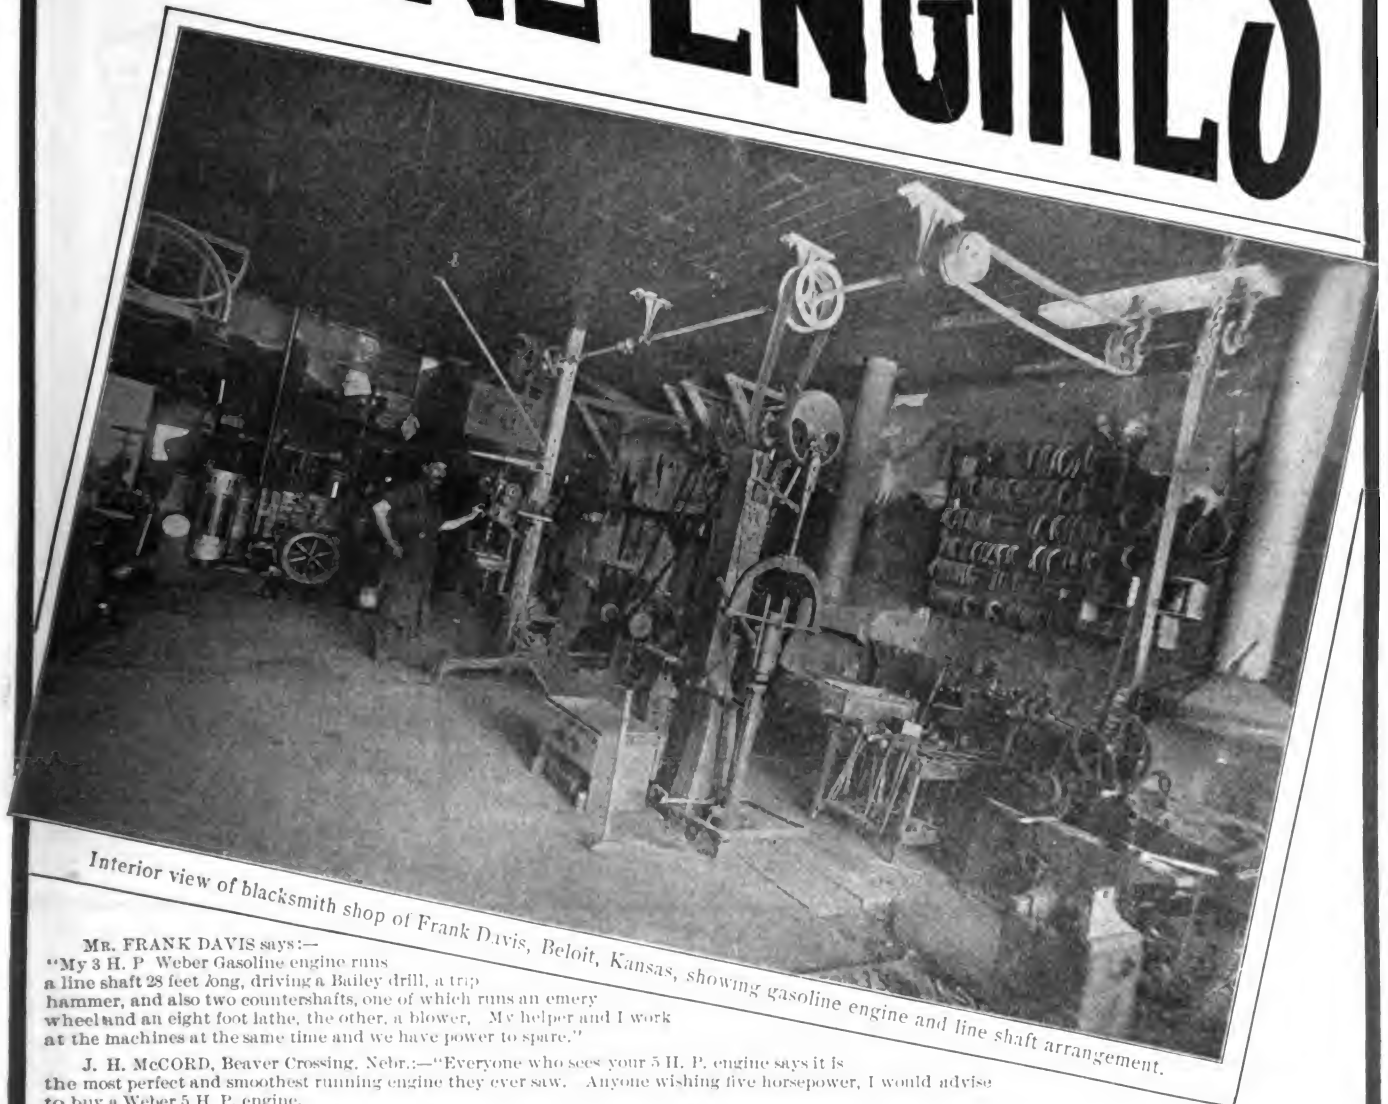 ENGINES
Interior view of blacksmith shop of Frank Davis, Beloit, Kansas, showing gasoline engine and line shaft arrangement.
MR. FRANK DAVIS says:—
"My 3 H. P Weber Gasoline engine runs
a line shaft 28 feet long, driving a Bailey drill, a trip
hammer, and also two countershafts, one of which runs an emery
wheel and an eight foot lathe, the other, a blower, My helper and I work
at the machines at the same time and we have power to spare."
J. H. McCORD, Beaver Crossing, Nebr.:—"Everyone who sees your 5 H. P. engine says it is
the most perfect and smoothest running engine they ever saw. Anyone wishing five horsepower, I would advise
to buy a Weber 5 H. P. engine.